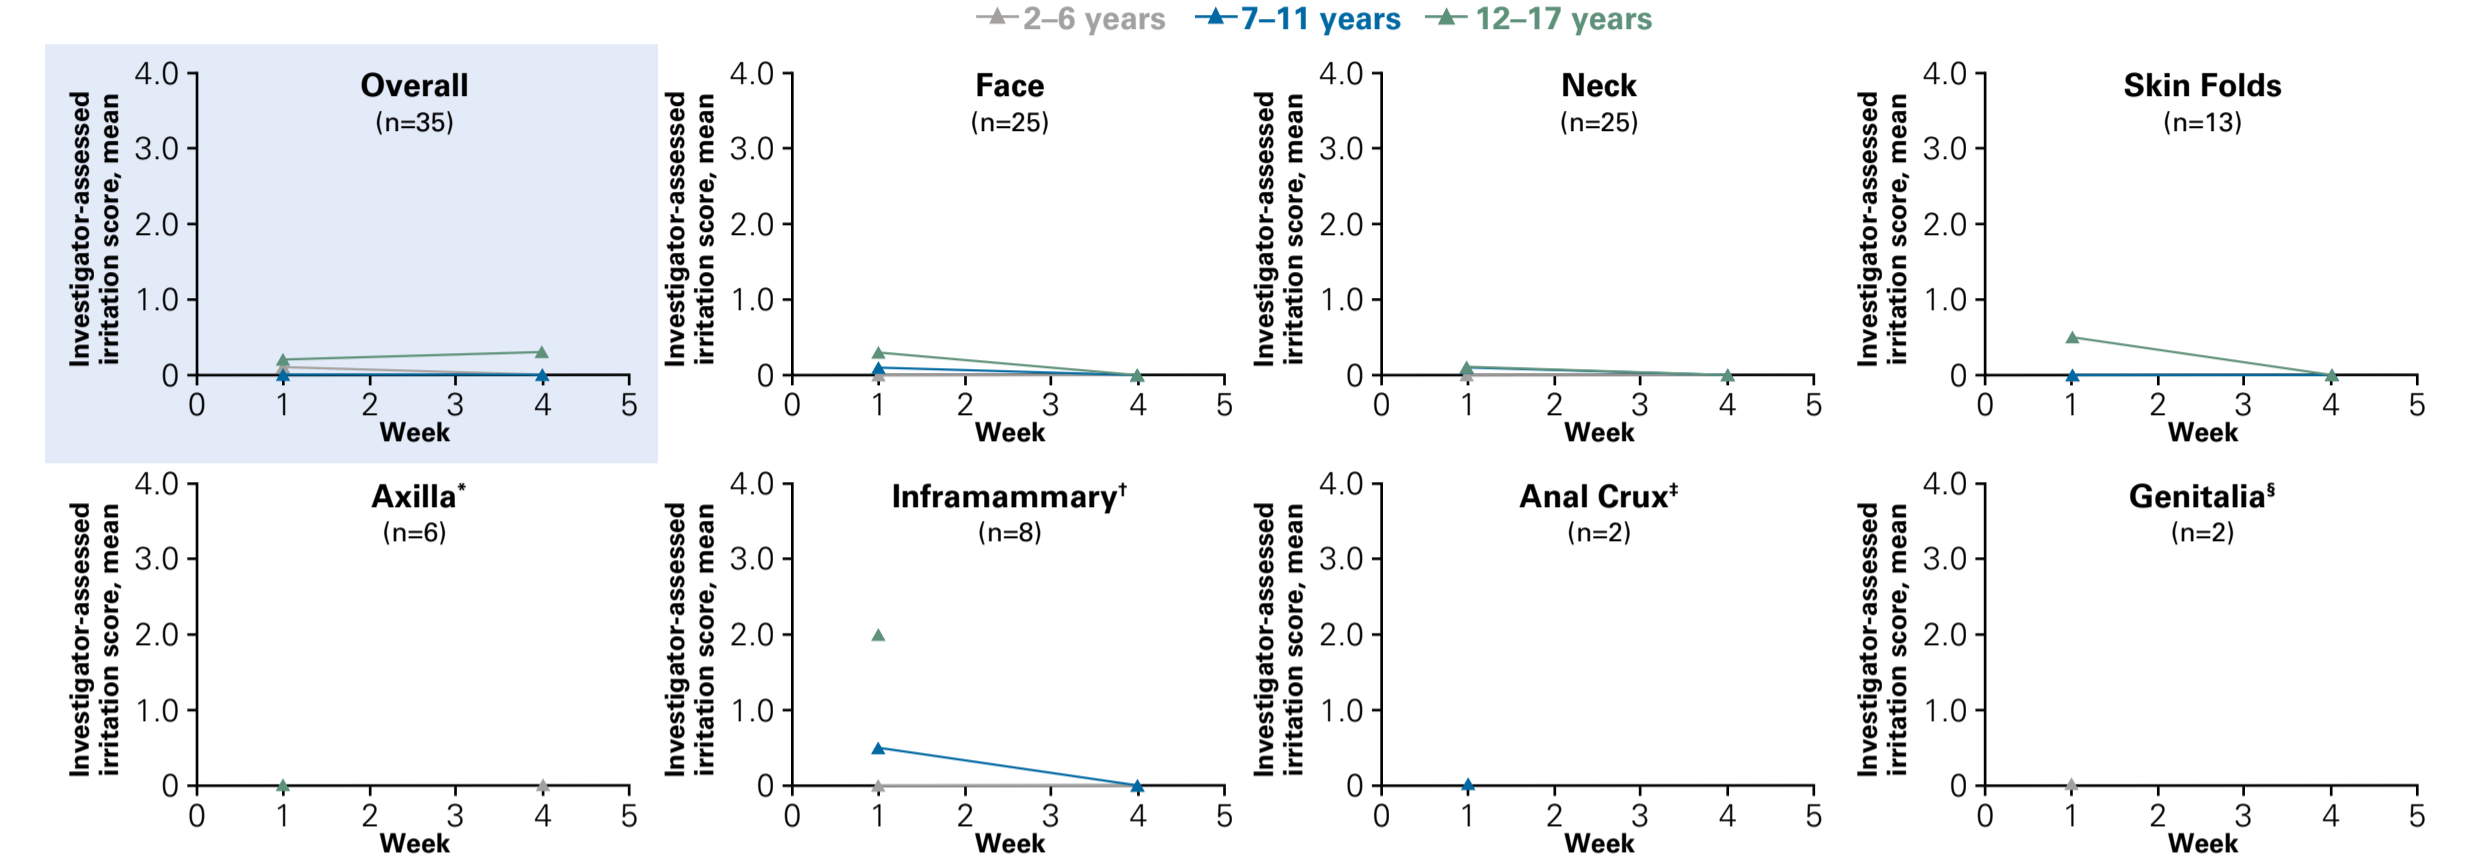 2–6 years 7–11 years 12–17 years
Overall
(n=35)
Investigator-assessed
irritation score, mean
4.0
3.0
2.0
1.0
0
0 1 2 3 4 5
Week
Face
(n=25)
Investigator-assessed
irritation score, mean
4.0
3.0
2.0
1.0
0
0 1 2 3 4 5
Week
Neck
(n=25)
Investigator-assessed
irritation score, mean
4.0
3.0
2.0
1.0
0
0 1 2 3 4 5
Week
Skin Folds
(n=13)
Investigator-assessed
irritation score, mean
4.0
3.0
2.0
1.0
0
0 1 2 3 4 5
Week
Axilla*
(n=6)
Investigator-assessed
irritation score, mean
4.0
3.0
2.0
1.0
0
0 1 2 3 4 5
Week
Inframammary†
(n=8)
Investigator-assessed
irritation score, mean
4.0
3.0
2.0
1.0
0
0 1 2 3 4 5
Week
Anal Crux‡
(n=2)
Investigator-assessed
irritation score, mean
4.0
3.0
2.0
1.0
0
0 1 2 3 4 5
Week
Genitalia§
(n=2)
Investigator-assessed
irritation score, mean
4.0
3.0
2.0
1.0
0
0 1 2 3 4 5
Week